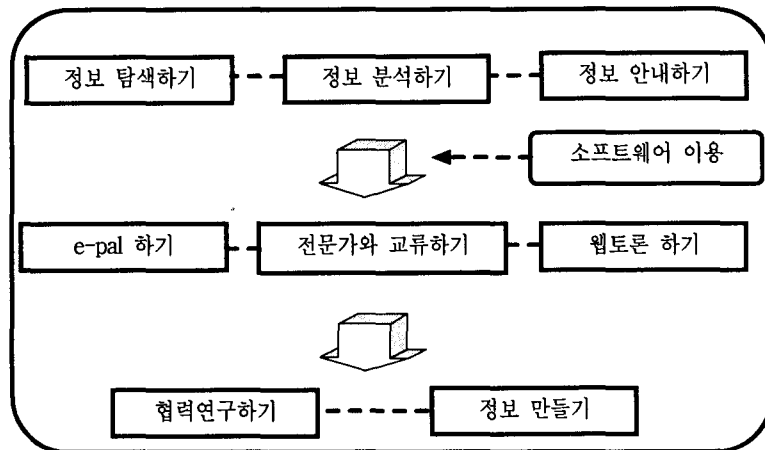 정보 탐색하기
정보 분석하기
정보 안내하기
소프트웨어 이용
e-pal 하기
전문가와 교류하기
웹토론 하기
협력연구하기
정보 만들기